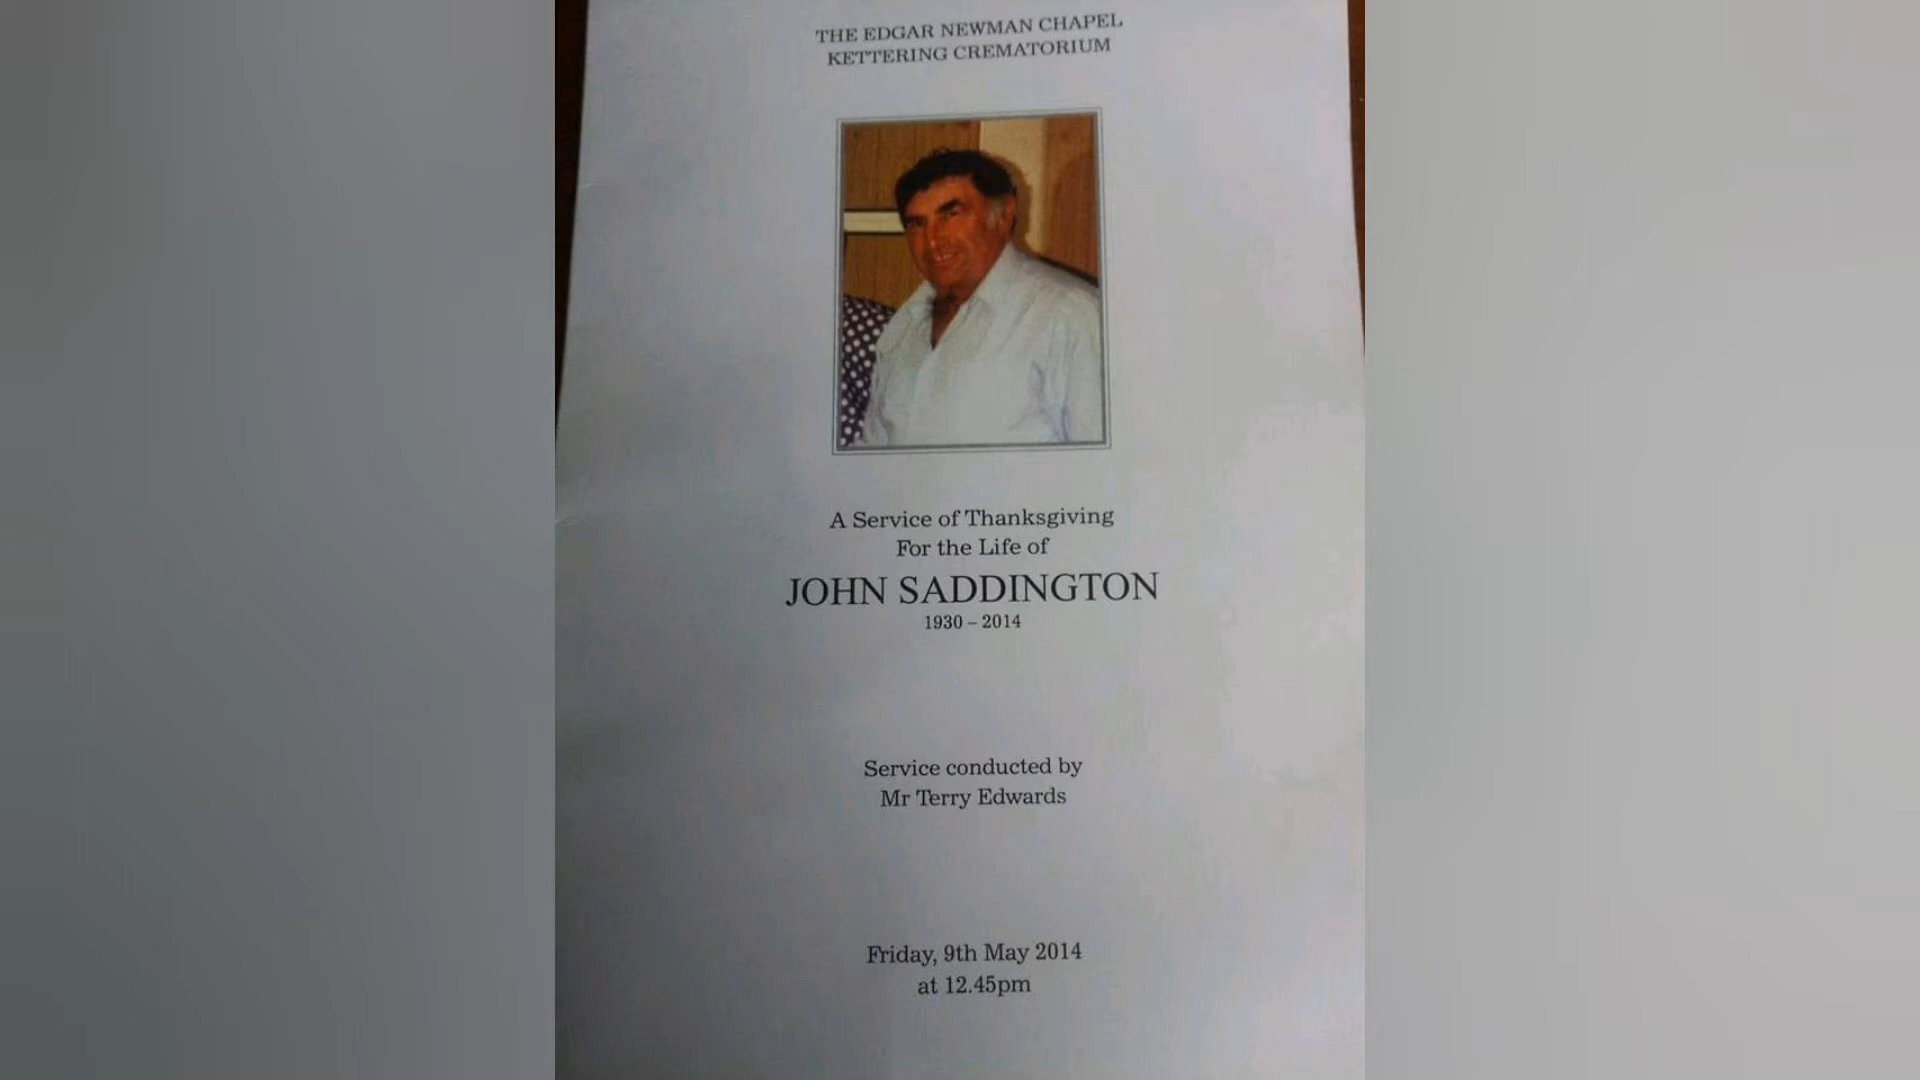 THE EDGAR NEWMAN CHAPEL
KETTERING CREMATORIUM
A Service of Thanksgiving
For the Life of
JOHN SADDINGTON
1930 – 2014
Service conducted by
Mr Terry Edwards
Friday, 9th May 2014
at 12.45pm